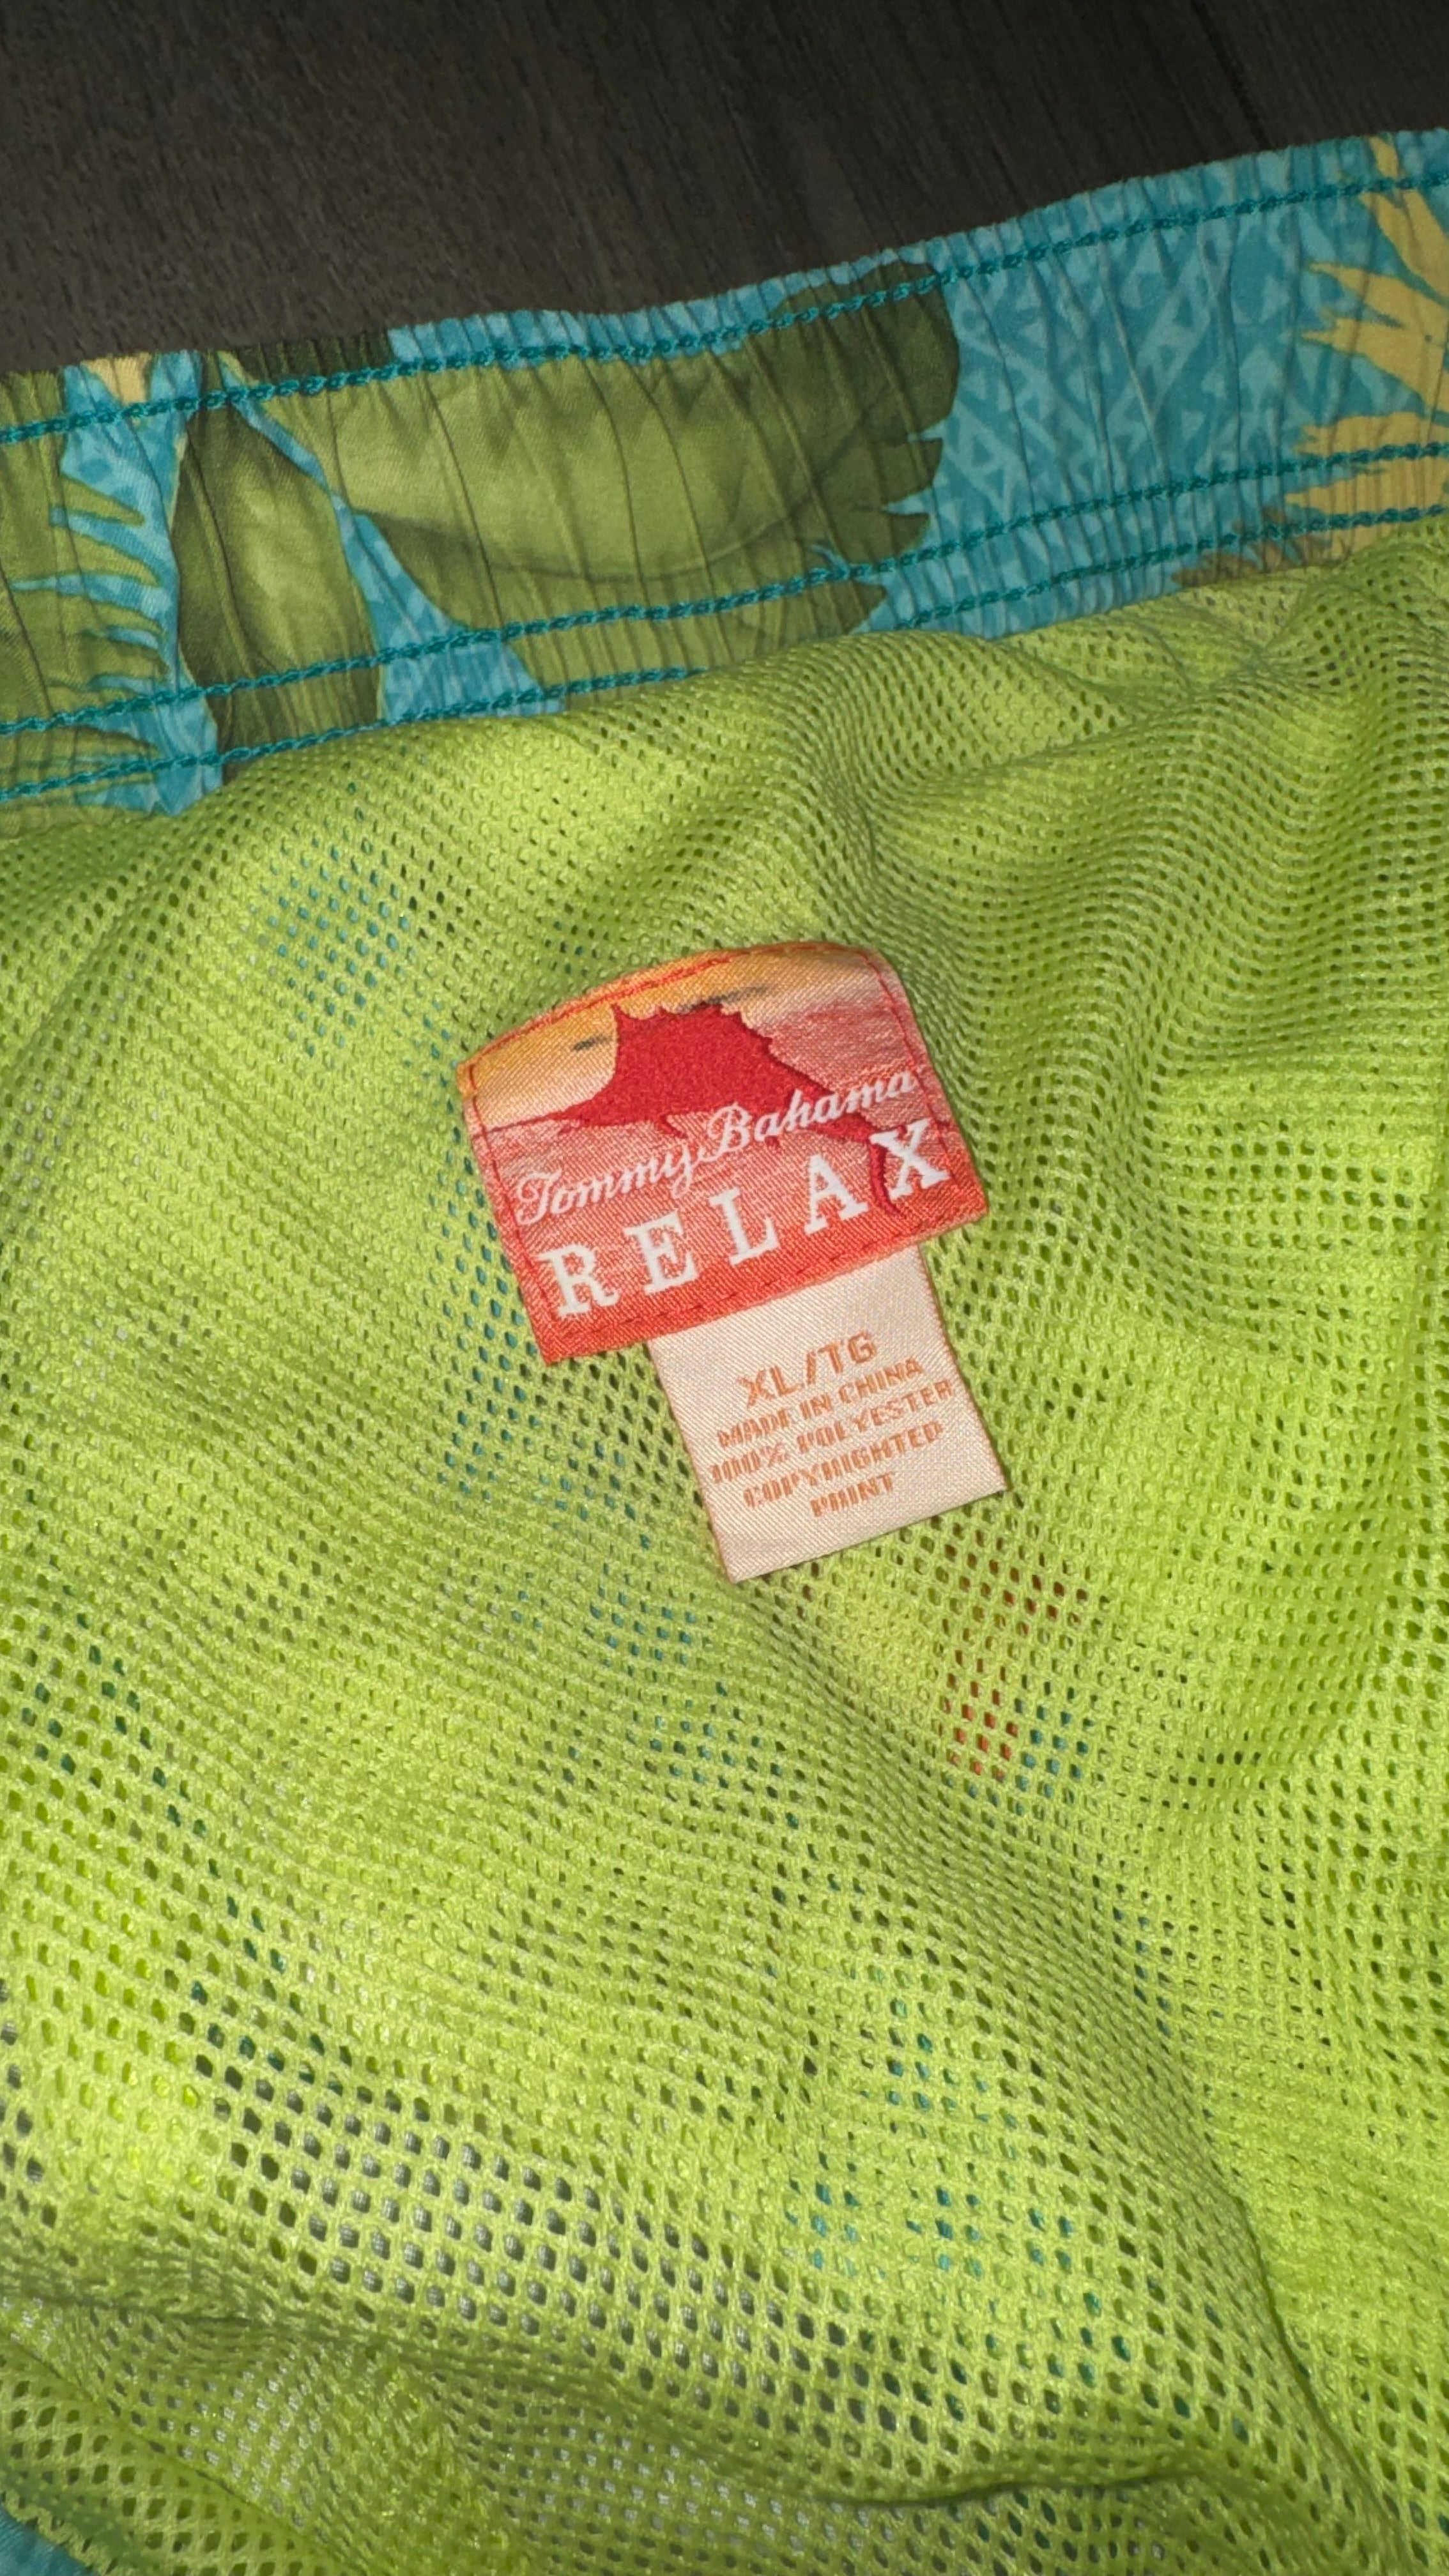 Tommy Bahama
RELAX
XL/TG
MADE IN CHINA
100% POLYESTER
COPYRIGHTED
PRINT